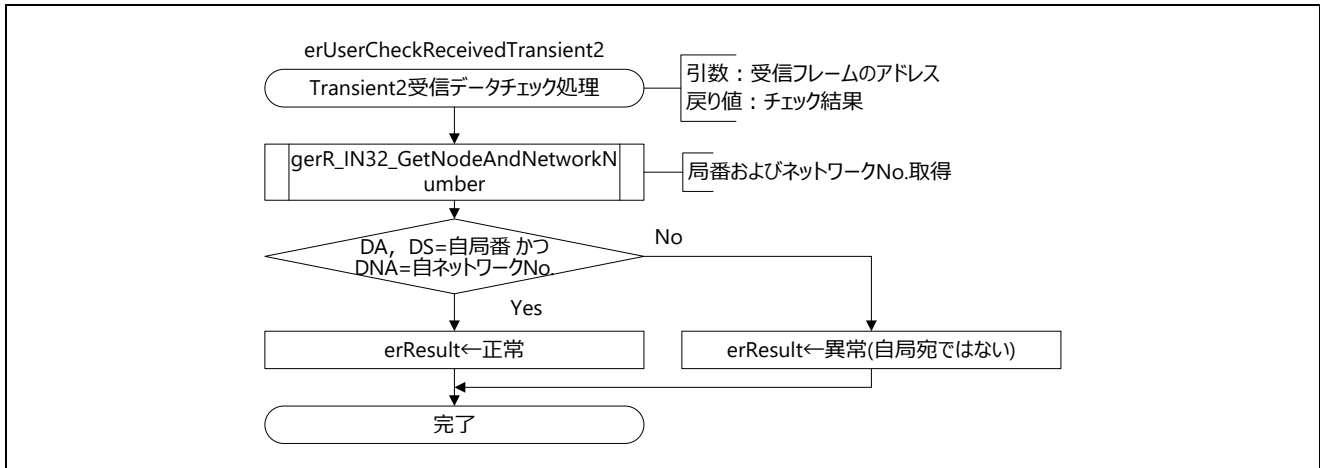 erUserCheckReceivedTransient2
Transient2受信データチェック処理
引数：受信フレームのアドレス
戻り値：チェック結果
gerR_IN32_GetNodeAndNetworkN
umber
局番およびネットワークNo.取得
DA，DS=自局番 かつ
DNA=自ネットワークNo.
No
Yes
erResult←正常
erResult←異常(自局宛ではない)
完了